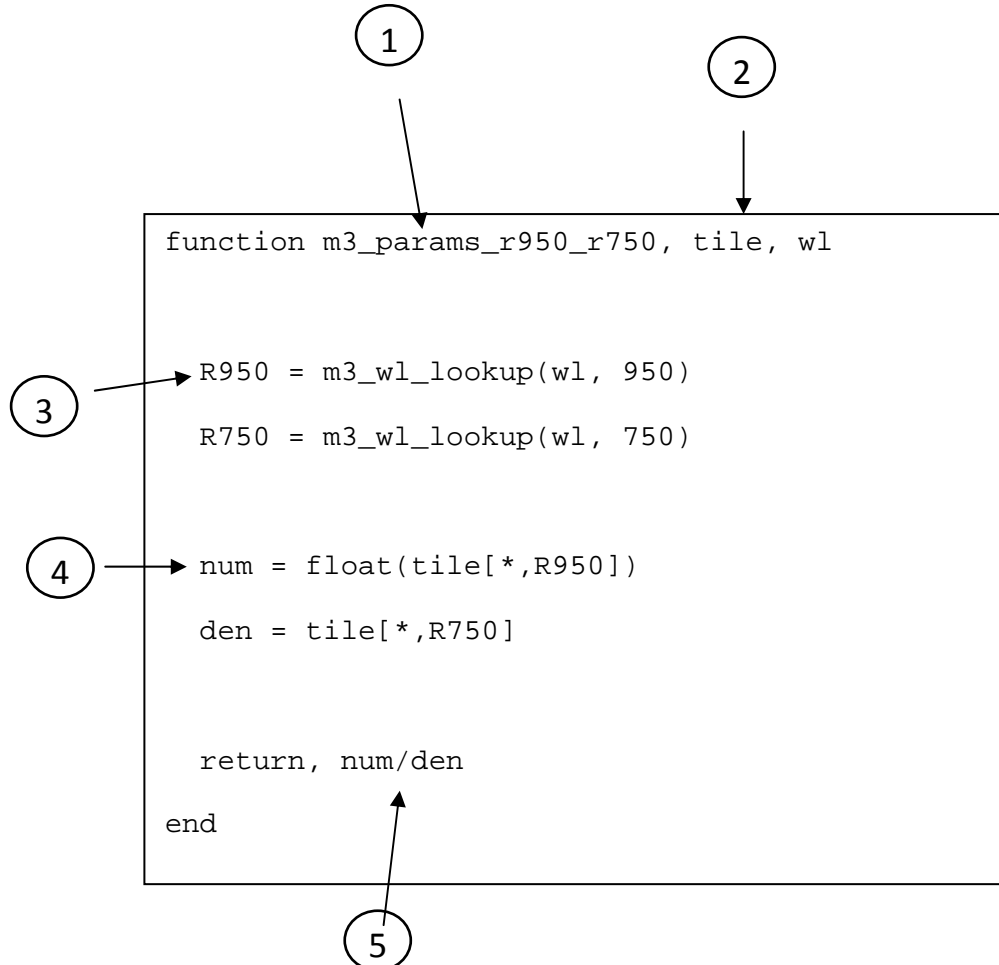 1
2
function m3_params_r950_r750, tile, wl
R950 = m3_wl_lookup(wl, 950)
3
R750 = m3_wl_lookup(wl, 750)
4
num = float(tile[*,R950])
den = tile[*,R750]
return, num/den
end
5